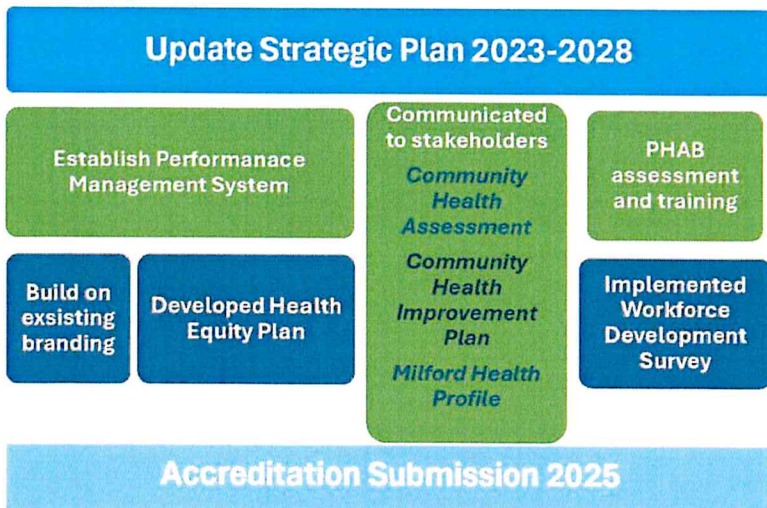 Update Strategic Plan 2023-2028
Establish Performanace
Management System
Communicated
to stakeholders
Community
Health
Assessment
Community
Health
Improvement
Plan
Milford Health
Profile
PHAB
assessment
and training
Build on
exsisting
branding
Developed Health
Equity Plan
Implemented
Workforce
Development
Survey
Accreditation Submission 2025